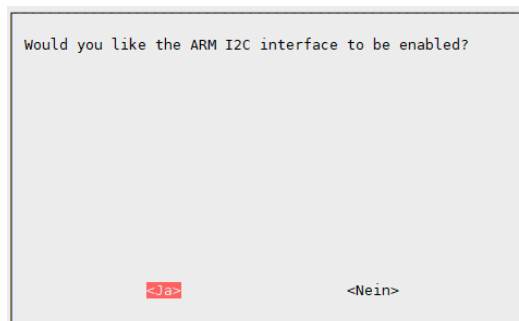 Would you like the ARM I2C interface to be enabled?
<Ja> <Nein>